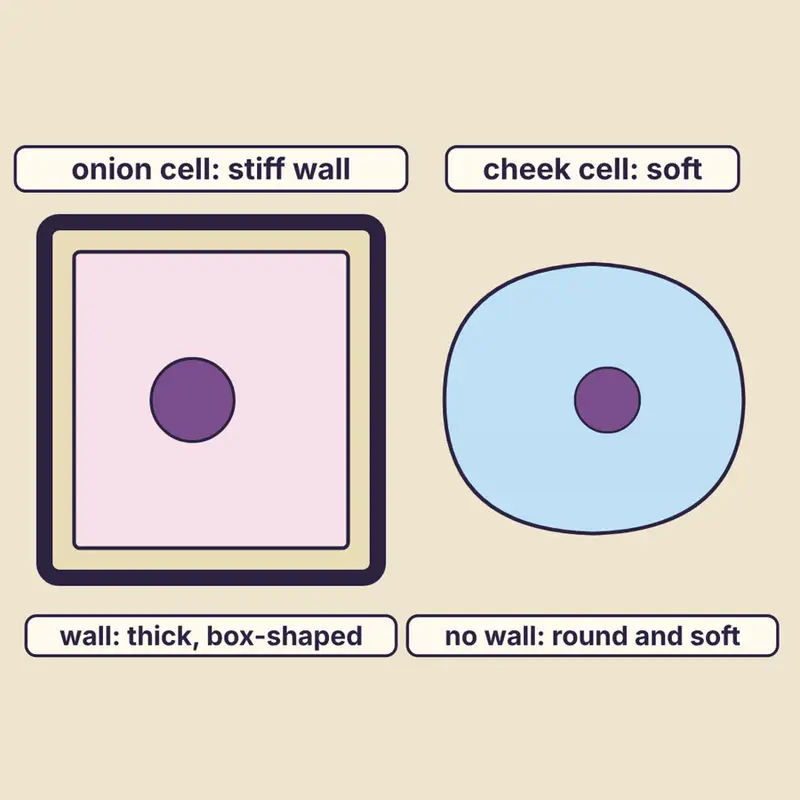 onion cell: stiff wall
cheek cell: soft
wall: thick, box-shaped
no wall: round and soft